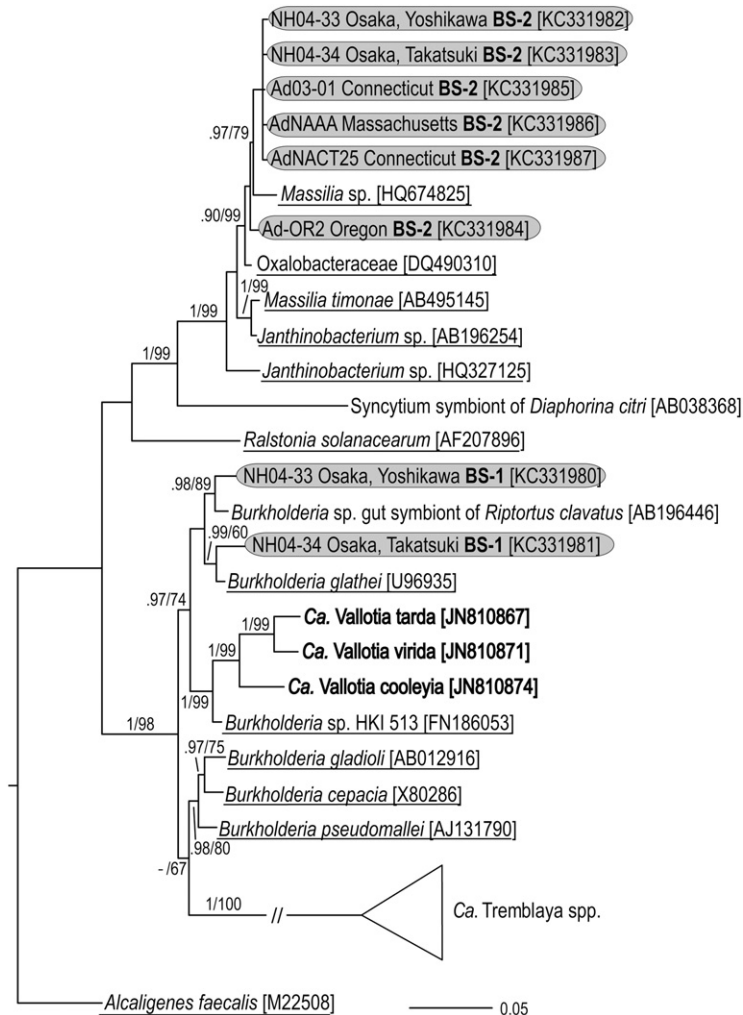 NH04-33 Osaka, Yoshikawa BS-2 [KC331982]
NH04-34 Osaka, Takatsuki BS-2 [KC331983]
Ad03-01 Connecticut BS-2 [KC331985]
AdNAAA Massachusetts BS-2 [KC331986]
.97/79
AdNACT25 Connecticut BS-2 [KC331987]
Massilia sp. [HQ674825]
.90/99
Ad-OR2 Oregon BS-2 [KC331984]
Oxalobacteraceae [DQ490310]
1/99
Massilia timonae [AB495145]
1/99
Janthinobacterium sp. [AB196254]
1/99
Janthinobacterium sp. [HQ327125]
Syncytium symbiont of Diaphorina citri [AB038368]
Ralstonia solanacearum [AF207896]
.98/89
NH04-33 Osaka, Yoshikawa BS-1 [KC331980]
Burkholderia sp. gut symbiont of Riptortus clavatus [AB196446]
.99/60
NH04-34 Osaka, Takatsuki BS-1 [KC331981]
Burkholderia glathei [U96935]
.97/74
1/99
Ca. Vallotia tarda [JN810867]
1/99
Ca. Vallotia virida [JN810871]
Ca. Vallotia cooleyia [JN810874]
1/99
Burkholderia sp. HKI 513 [FN186053]
1/98
.97/75
Burkholderia gladioli [AB012916]
Burkholderia cepacia [X80286]
Burkholderia pseudomallei [AJ131790]
.98/80
- /67
1/100
//
Ca. Tremblaya spp.
Alcaligenes faecalis [M22508]
0.05